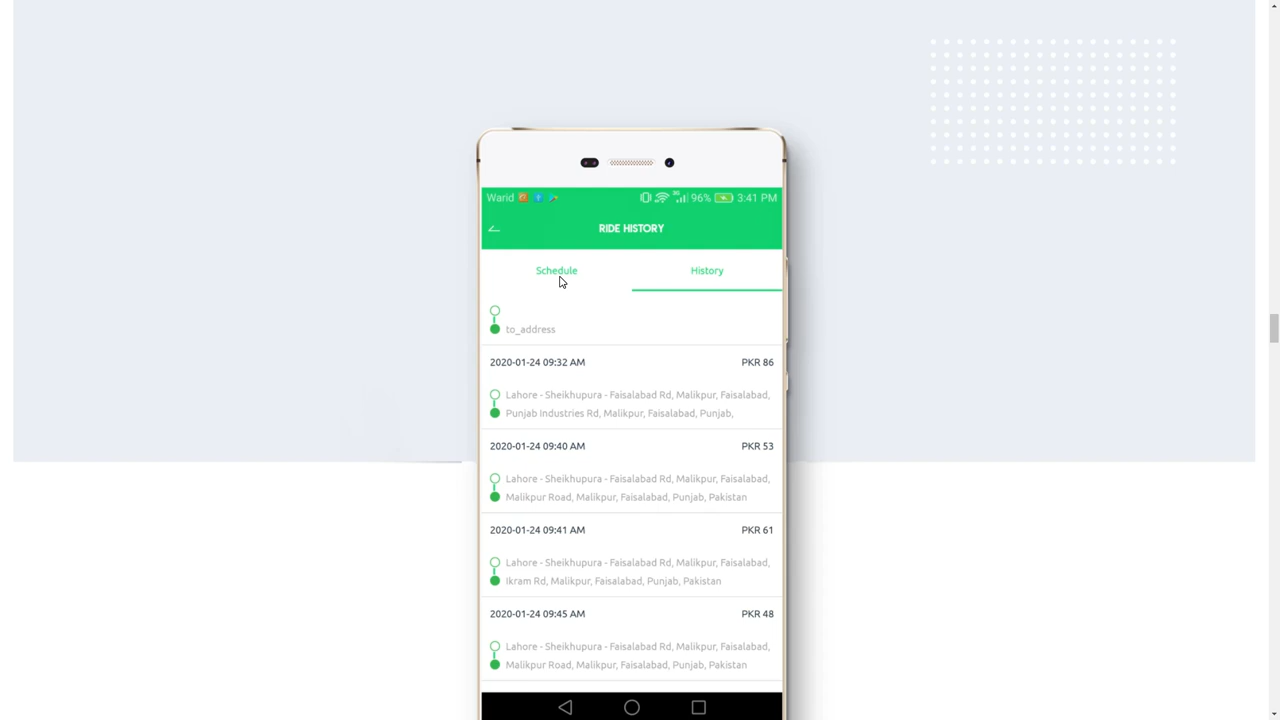 Warid 3G 96% 3:41 PM
RIDE HISTORY
Schedule History
to_address
2020-01-24 09:32 AM PKR 86
Lahore - Sheikhupura - Faisalabad Rd, Malikpur, Faisalabad,
Punjab Industries Rd, Malikpur, Faisalabad, Punjab,
2020-01-24 09:40 AM PKR 53
Lahore - Sheikhupura - Faisalabad Rd, Malikpur, Faisalabad,
Malikpur Road, Malikpur, Faisalabad, Punjab, Pakistan
2020-01-24 09:41 AM PKR 61
Lahore - Sheikhupura - Faisalabad Rd, Malikpur, Faisalabad,
Ikram Rd, Malikpur, Faisalabad, Punjab, Pakistan
2020-01-24 09:45 AM PKR 48
Lahore - Sheikhupura - Faisalabad Rd, Malikpur, Faisalabad,
Malikpur Road, Malikpur, Faisalabad, Punjab, Pakistan